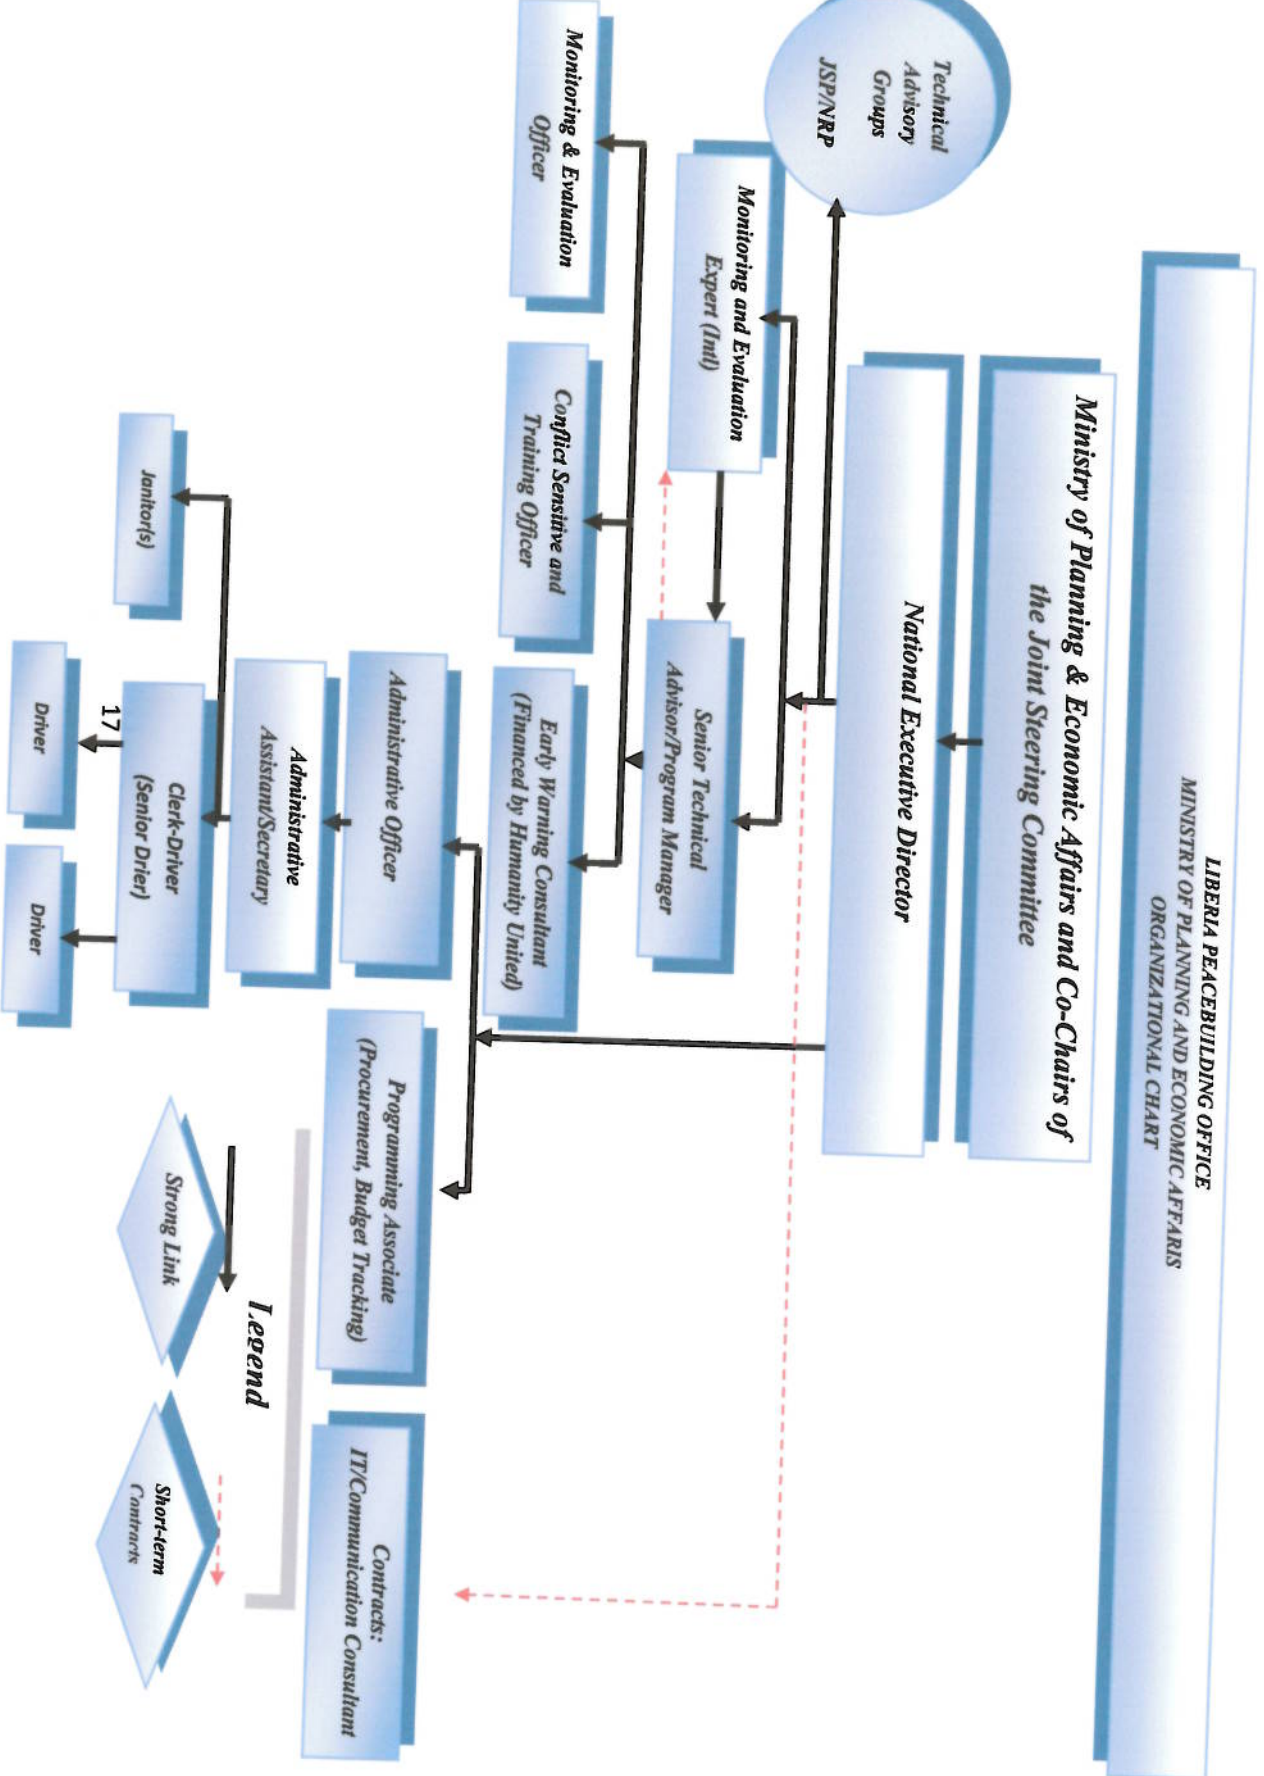 LIBERIA PEACEBUILDING OFFICE
MINISTRY OF PLANNING AND ECONOMIC AFFARIS
ORGANIZATIONAL CHART
Ministry of Planning & Economic Affairs and Co-Chairs of
the Joint Steering Committee
National Executive Director
Technical
Advisory
Groups
JSP/NRP
Monitoring and Evaluation
Expert (Intl)
Senior Technical
Advisor/Program Manager
Monitoring & Evaluation
Officer
Conflict Sensitive and
Training Officer
Early Warning Consultant
(Financed by Humanity United)
Administrative Officer
Programming Associate
(Procurement, Budget Tracking)
Contracts:
IT/Communication Consultant
Administrative
Assistant/Secretary
Janitor(s)
Clerk-Driver
(Senior Drier)
Driver
Driver
Legend
Strong Link
Short-term
Contracts
17